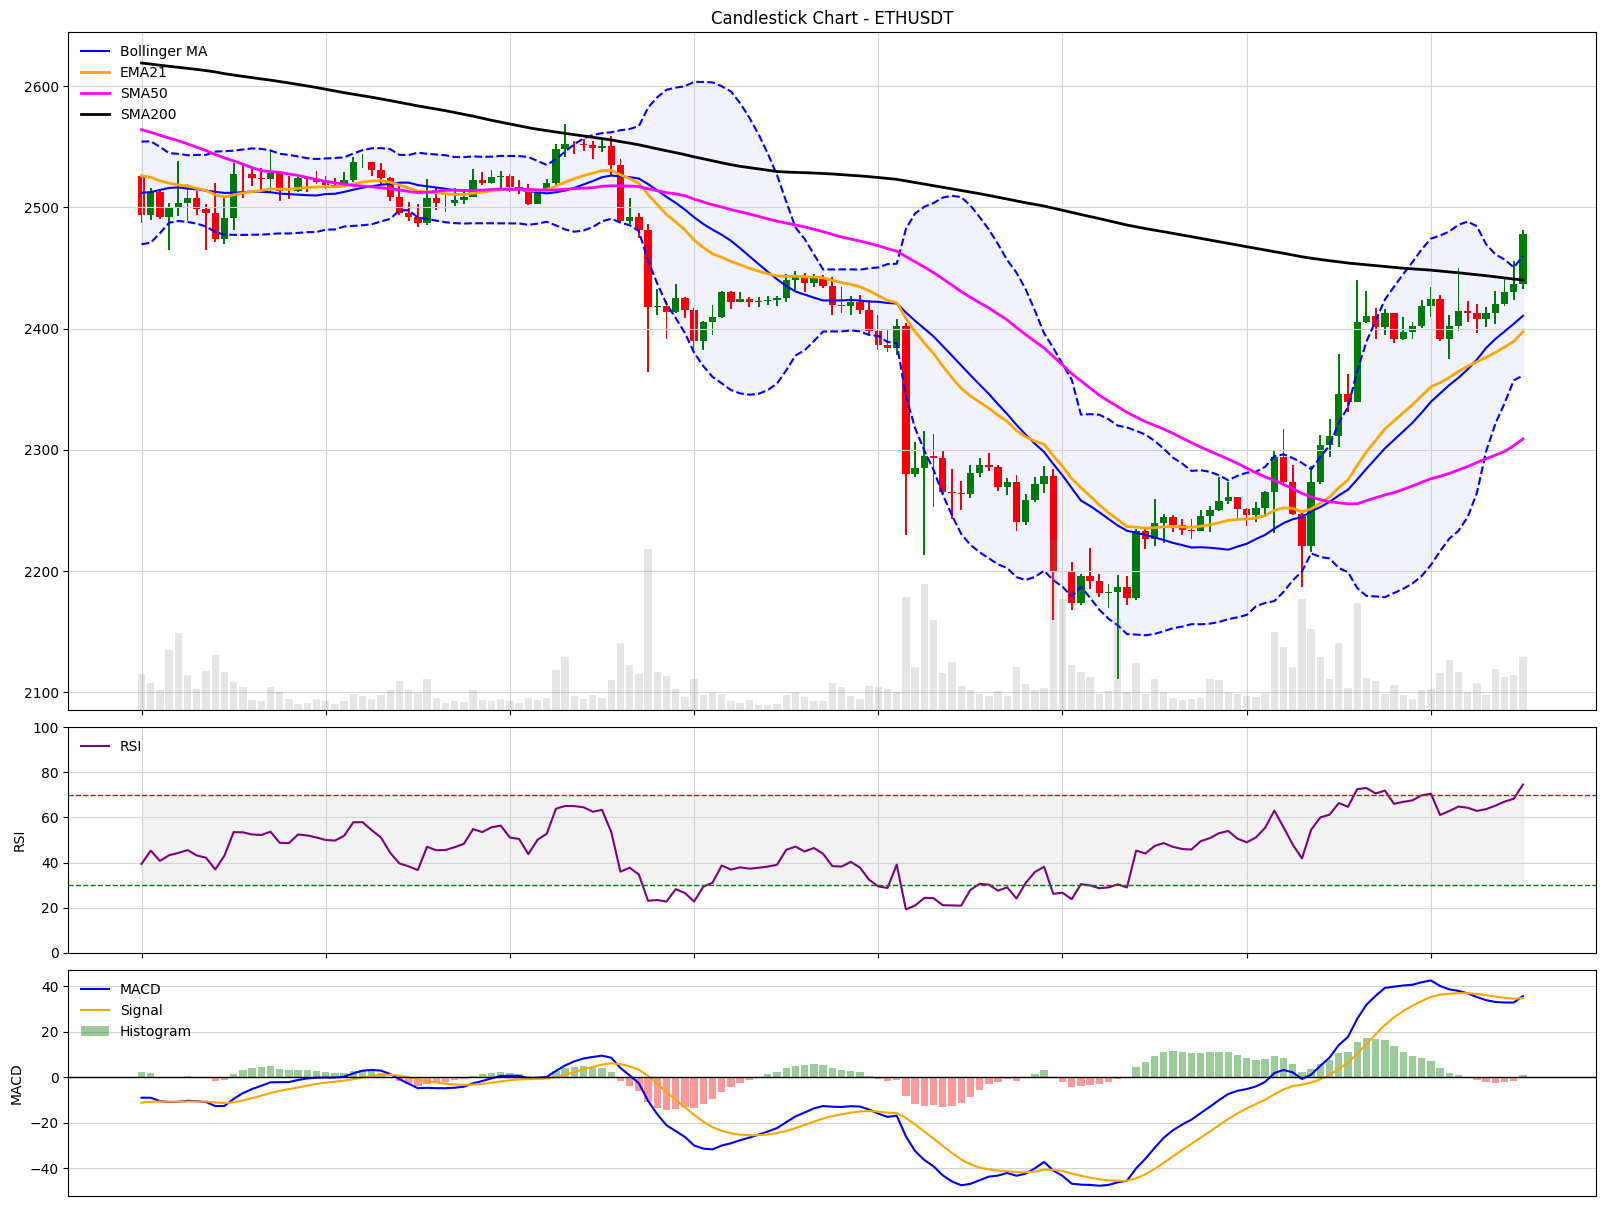 Candlestick Chart - ETHUSDT
Bollinger MA
EMA21
SMA50
SMA200
2600
2500
2400
2300
2200
2100
RSI
RSI
100
80
60
40
20
0
MACD
Signal
Histogram
MACD
40
20
0
−20
−40